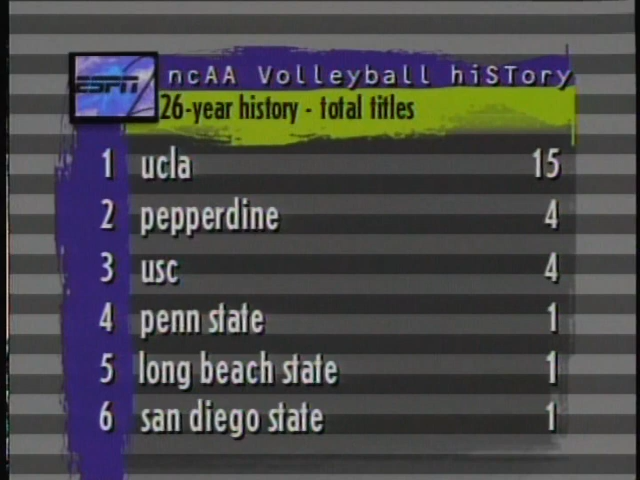 ESPN
ncAA Volleyball hiSTory
26-year history - total titles
1 ucla 15
2 pepperdine 4
3 usc 4
4 penn state 1
5 long beach state 1
6 san diego state 1